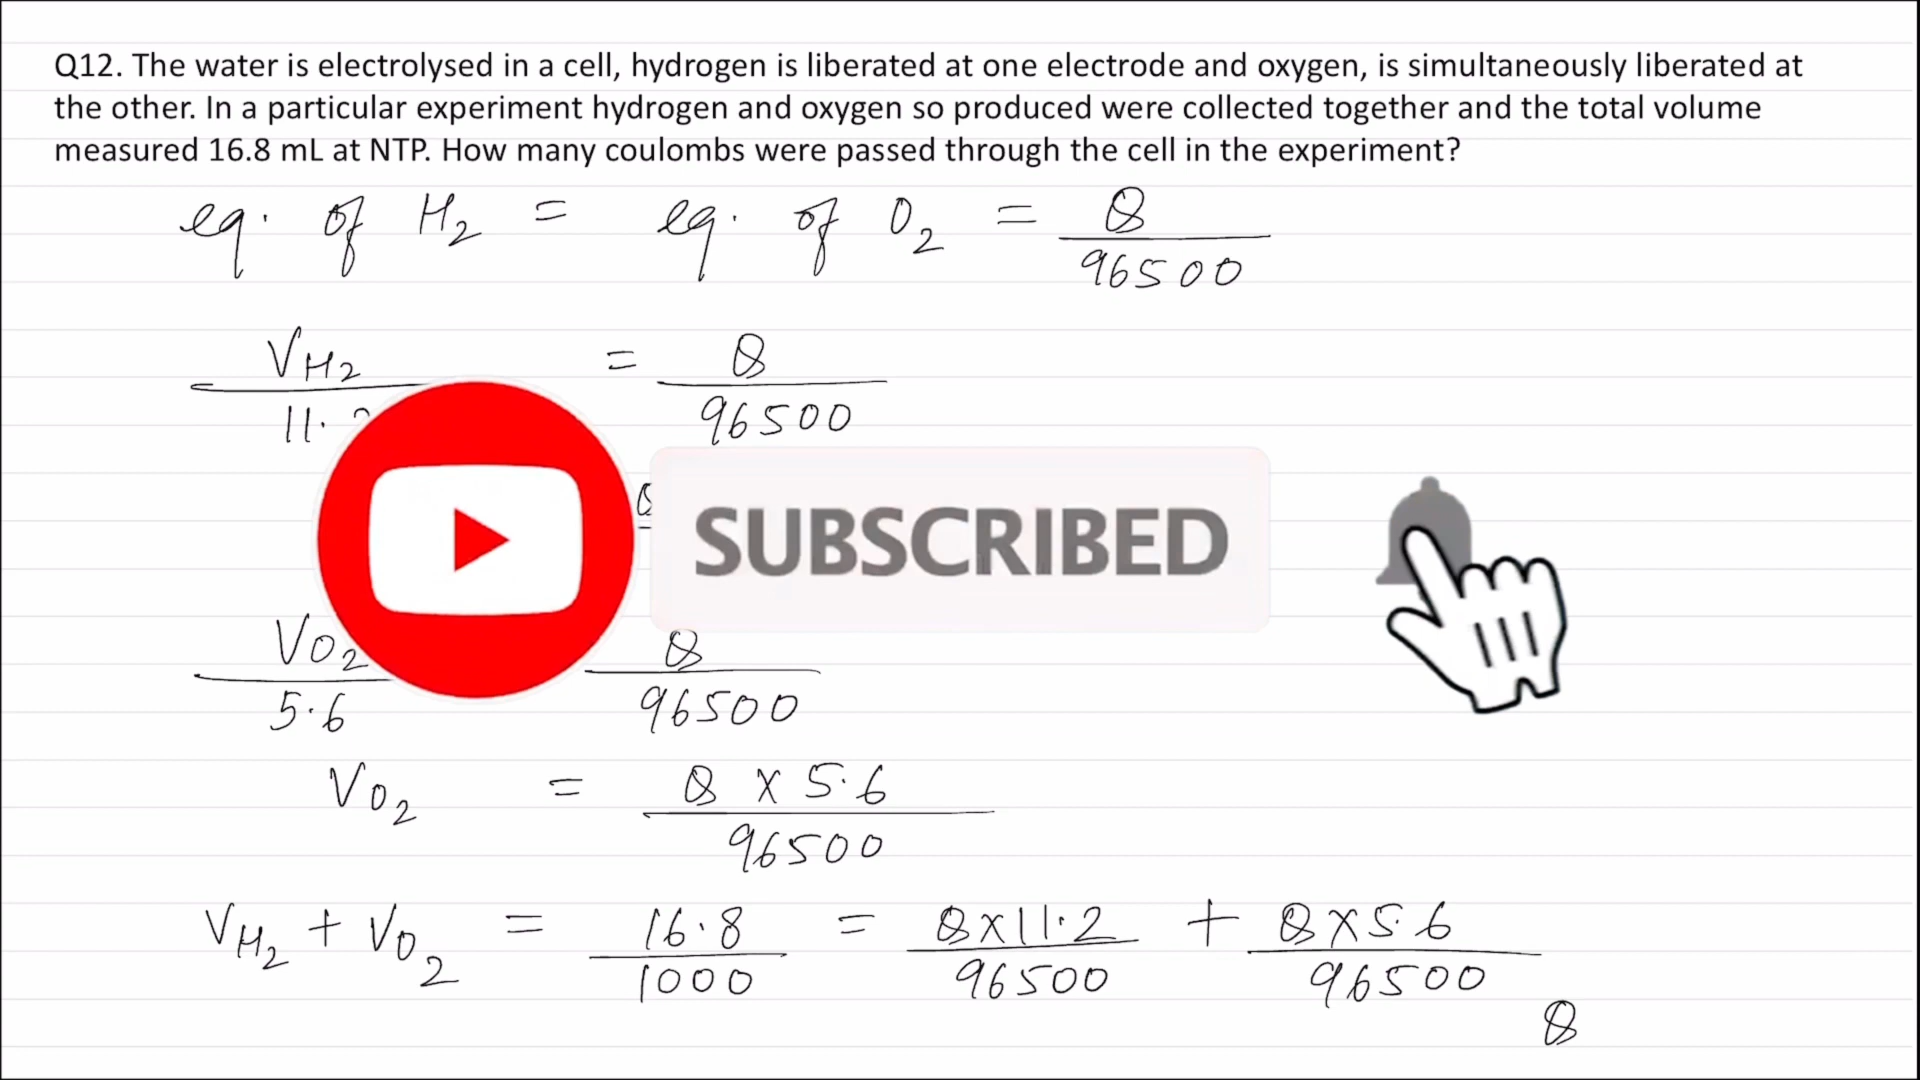 Q12. The water is electrolysed in a cell, hydrogen is liberated at one electrode and oxygen, is simultaneously liberated at
the other. In a particular experiment hydrogen and oxygen so produced were collected together and the total volume
measured 16.8 mL at NTP. How many coulombs were passed through the cell in the experiment?
eq. of H2 = eq. of O2 = Q
96500
VH2 = Q
11. 96500
SUBSCRIBED
VO2 Q
5.6 96500
VO2 = Q × 5.6
96500
VH2 + VO2 = 16.8 = Q×11.2 + Q×5.6
1000 96500 96500
Q